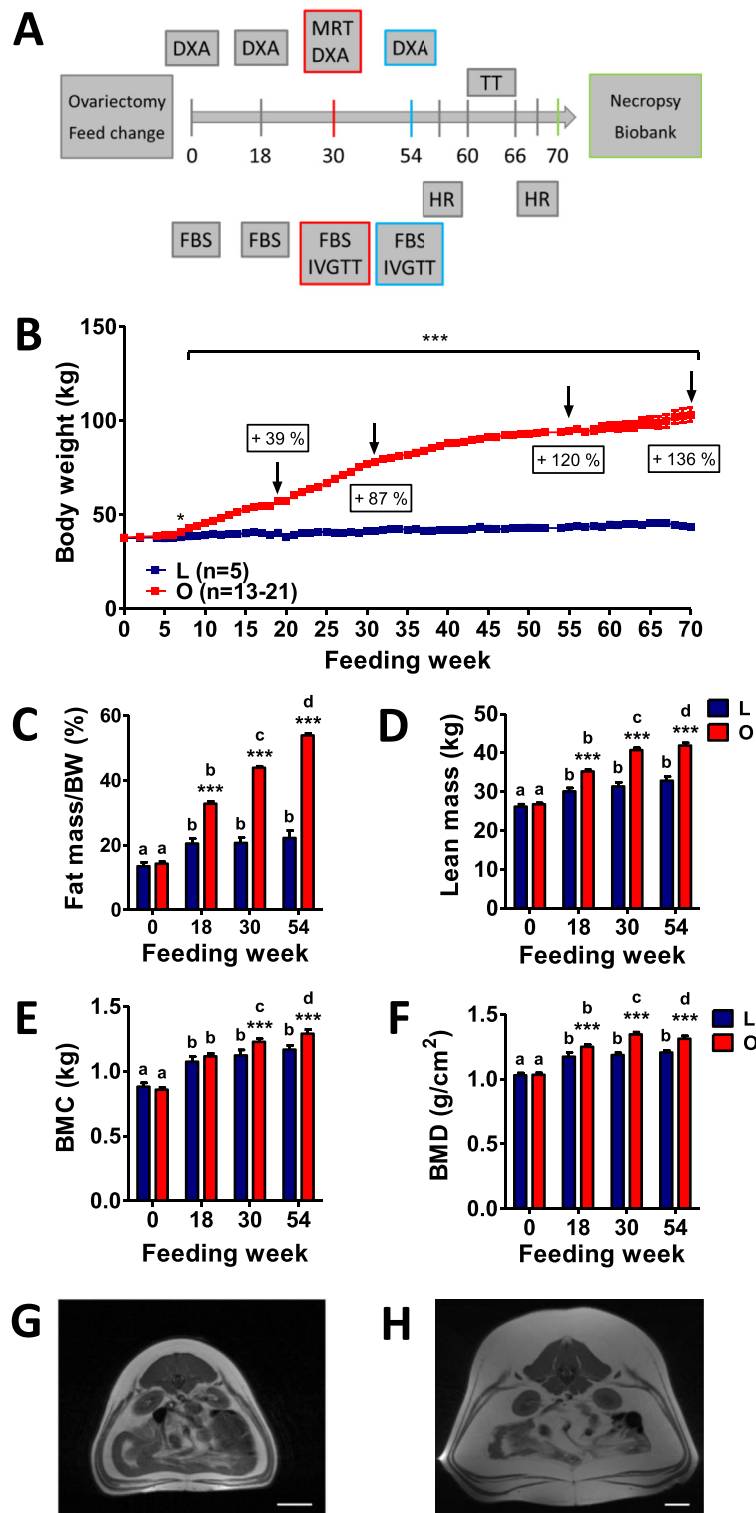 A
DXA
DXA
MRT
DXA
DXA
TT
Ovariectomy
Feed change
Necropsy
Biobank
0 18 30 54 60 66 70
HR
HR
FBS
FBS
FBS
IVGTT
FBS
IVGTT
B
Body weight (kg)
150
100
50
0
***
*
+ 39 %
+ 87 %
+ 120 %
+ 136 %
L (n=5)
O (n=13-21)
0 5 10 15 20 25 30 35 40 45 50 55 60 65 70
Feeding week
C
Fat mass/BW (%)
60
40
20
0
a a b b *** b c *** b d ***
0 18 30 54
Feeding week
D
Lean mass (kg)
50
40
30
20
10
0
a a b b *** b c *** b d ***
L
O
0 18 30 54
Feeding week
E
BMC (kg)
1.5
1.0
0.5
0.0
a a b b b c *** b d ***
0 18 30 54
Feeding week
F
BMD (g/cm²)
1.5
1.0
0.5
0.0
a a b b *** b c *** b d ***
L
O
0 18 30 54
Feeding week
G
H